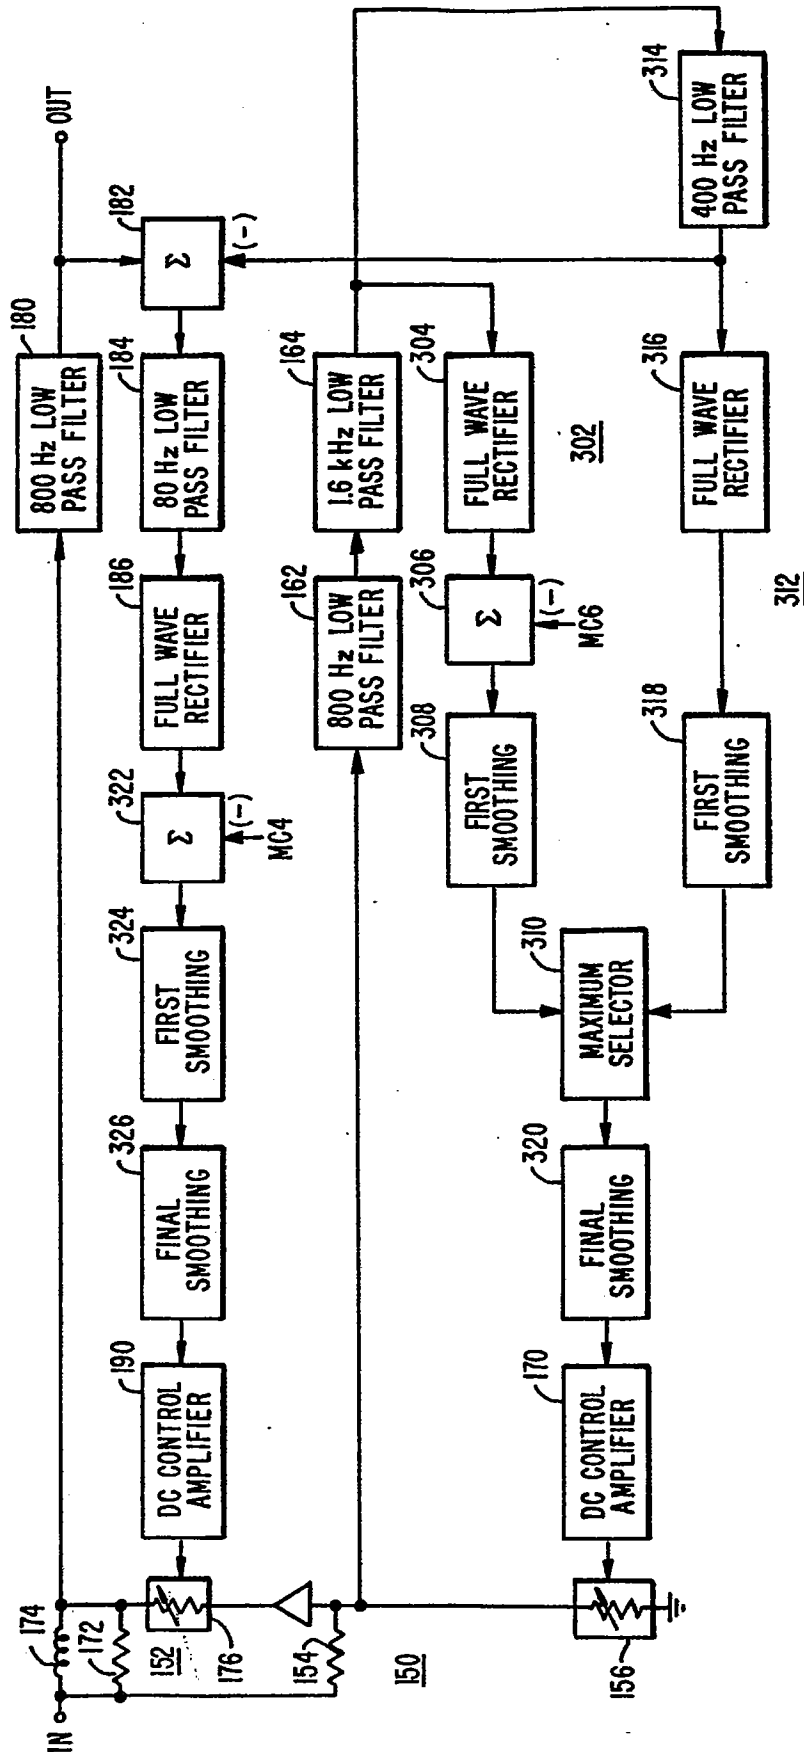 IN
174
172
152
176
154
150
156
800 Hz LOW
PASS FILTER
180
OUT
DC CONTROL
AMPLIFIER
190
FINAL
SMOOTHING
326
FIRST
SMOOTHING
324
Σ
322
(-)
MC4
FULL WAVE
RECTIFIER
186
80 Hz LOW
PASS FILTER
184
Σ
182
(-)
800 Hz LOW
PASS FILTER
162
1.6 kHz LOW
PASS FILTER
164
FIRST
SMOOTHING
308
Σ
306
(-)
MC6
FULL WAVE
RECTIFIER
304
302
DC CONTROL
AMPLIFIER
170
FINAL
SMOOTHING
320
MAXIMUM
SELECTOR
310
FIRST
SMOOTHING
318
FULL WAVE
RECTIFIER
316
400 Hz LOW
PASS FILTER
314
312